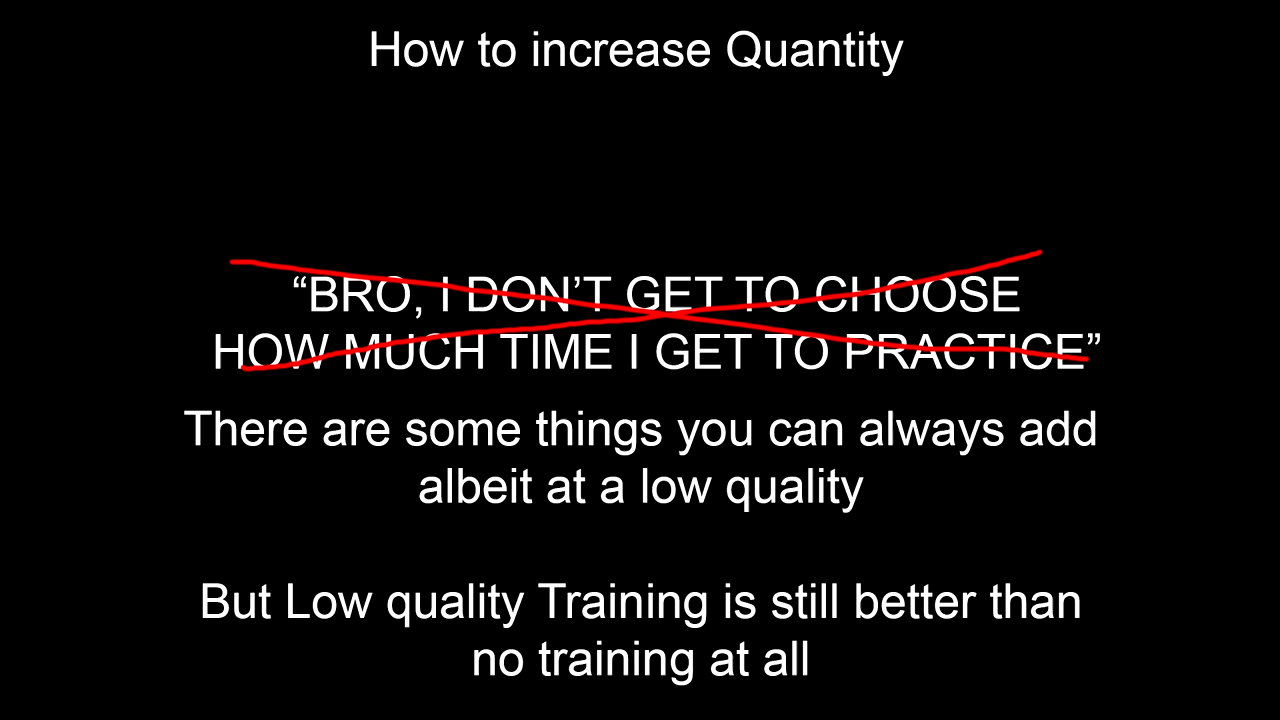 How to increase Quantity
“BRO, I DON’T GET TO CHOOSE
HOW MUCH TIME I GET TO PRACTICE”
There are some things you can always add
albeit at a low quality
But Low quality Training is still better than
no training at all